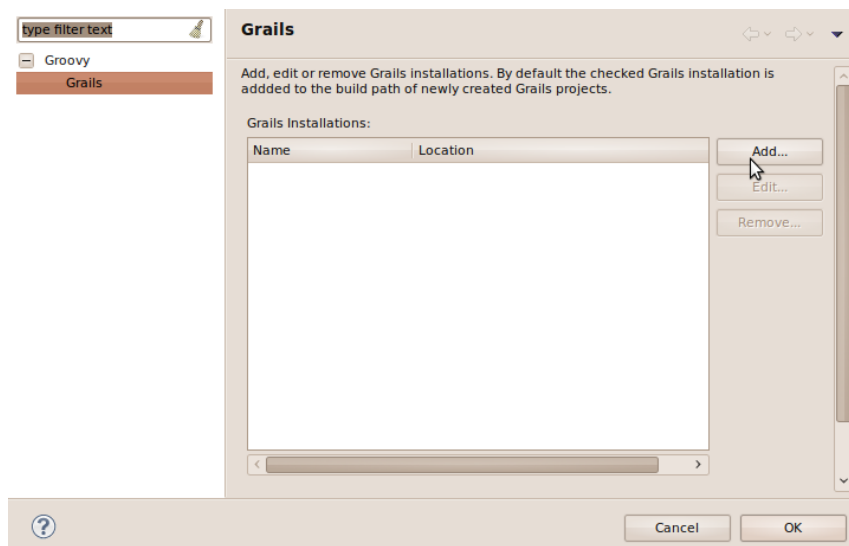 type filter text
Groovy
Grails
Grails
Add, edit or remove Grails installations. By default the checked Grails installation is
addded to the build path of newly created Grails projects.
Grails Installations:
Name Location
Add...
Edit...
Remove...
Cancel OK